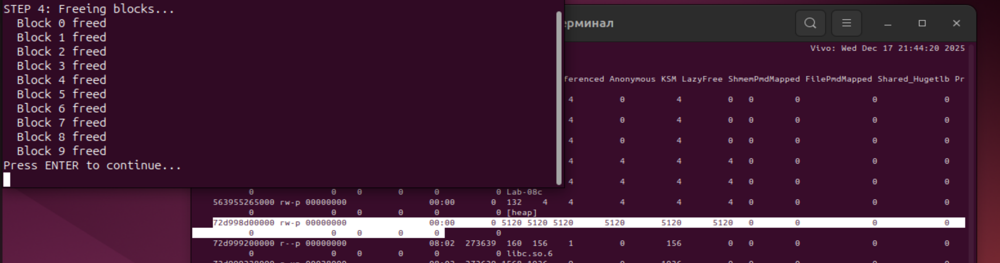 STEP 4: Freeing blocks...
Block 0 freed
Block 1 freed
Block 2 freed
Block 3 freed
Block 4 freed
Block 5 freed
Block 6 freed
Block 7 freed
Block 8 freed
Block 9 freed
Press ENTER to continue...
ерминал
Vivo: Wed Dec 17 21:44:20 2025
ferenced Anonymous KSM LazyFree ShmemPmdMapped FilePmdMapped Shared_Hugetlb Pr
4 0 4 0 0 0 0 0
4 0 4 0 0 0 0 0
4 0 4 0 0 0 0 0
4 4 4 4 0 0 0 0
4 4 4 4 0 0 0 0
0 0 0 0 0 0 Lab-08c
563955265000 rw-p 00000000 00:00 0 132 4 4 4 4 4 0 0 0 0
0 0 0 0 0 0 [heap]
72d998d00000 rw-p 00000000 00:00 0 5120 5120 5120 5120 5120 5120 0 0 0 0
0 0 0 0 0 0
72d999200000 r--p 00000000 08:02 273639 160 156 1 0 156 0 0 0 0 0
0 0 0 0 0 0 libc.so.6